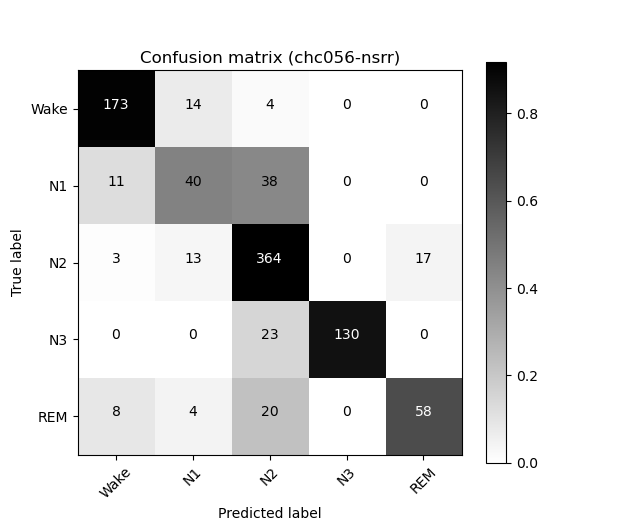 Confusion matrix (chc056-nsrr)
True label
Wake 173 14 4 0 0
N1 11 40 38 0 0
N2 3 13 364 0 17
N3 0 0 23 130 0
REM 8 4 20 0 58
Wake N1 N2 N3 REM
Predicted label
0.8
0.6
0.4
0.2
0.0